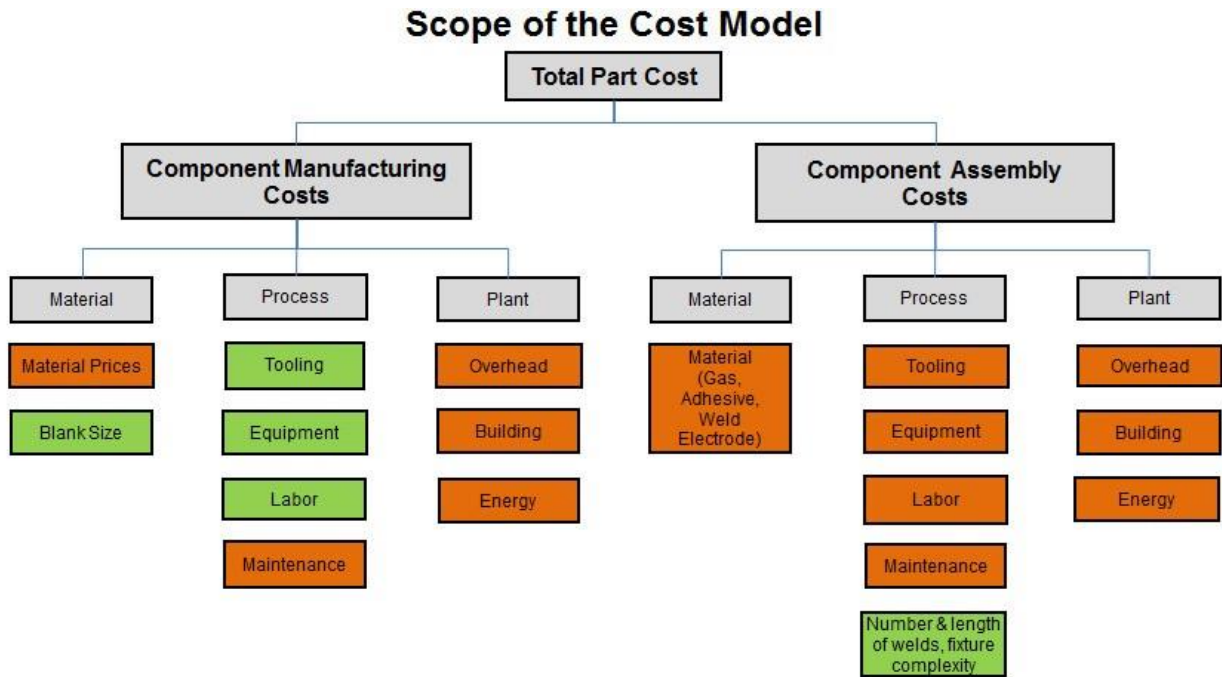 Scope of the Cost Model
Total Part Cost
Component Manufacturing
Costs
Component Assembly
Costs
Material
Process
Plant
Material
Process
Plant
Material Prices
Tooling
Overhead
Material
(Gas,
Adhesive,
Weld
Electrode)
Tooling
Overhead
Blank Size
Equipment
Building
Equipment
Building
Labor
Energy
Labor
Energy
Maintenance
Maintenance
Number & length
of welds, fixture
complexity